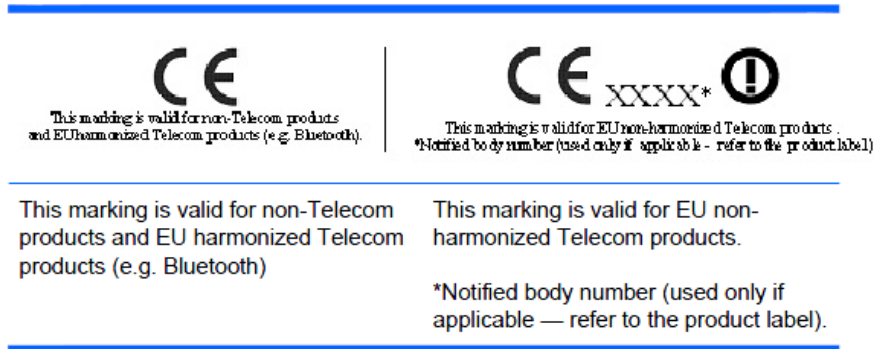 CE
CE XXXX*
This marking is valid for non-Telecom products
and EU harmonized Telecom products (e.g. Bluetooth).
This marking is valid for EU non-harmonized Telecom products .
*Notified body number (used only if applicable - refer to the product label)
This marking is valid for non-Telecom
products and EU harmonized Telecom
products (e.g. Bluetooth)
This marking is valid for EU non-
harmonized Telecom products.
*Notified body number (used only if
applicable — refer to the product label).